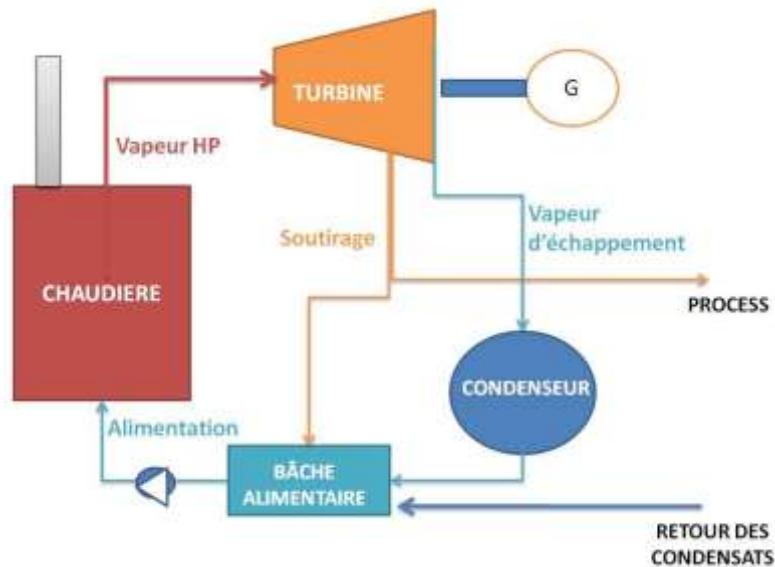 TURBINE
G
Vapeur HP
Soutirage
Vapeur
d'échappement
CHAUDIERE
PROCESS
CONDENSEUR
Alimentation
BÂCHE
ALIMENTAIRE
RETOUR DES
CONDENSATS